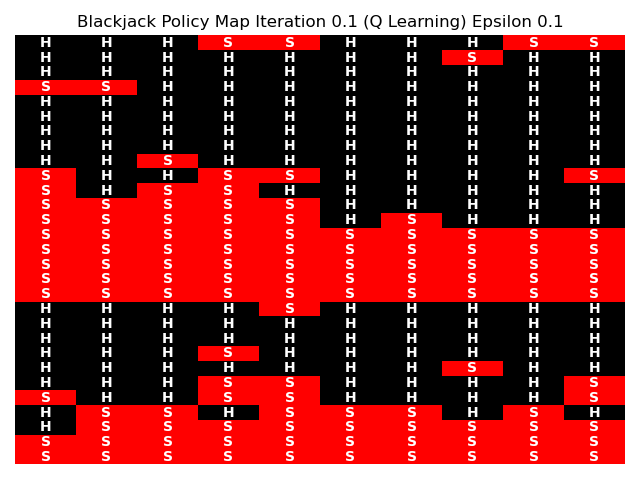 Blackjack Policy Map Iteration 0.1 (Q Learning) Epsilon 0.1
H H H S S H H H S S
H H H H H H H S H H
H H H H H H H H H H
S S H H H H H H H H
H H H H H H H H H H
H H H H H H H H H H
H H H H H H H H H H
H H H H H H H H H H
H H S H H H H H H H
S H H S S H H H H S
S H S S H H H H H H
S S S S S H H H H H
S S S S S H S H H H
S S S S S S S S S S
S S S S S S S S S S
S S S S S S S S S S
S S S S S S S S S S
S S S S S S S S S S
H H H H S H H H H H
H H H H H H H H H H
H H H H H H H H H H
H H H S H H H H H H
H H H H H H H S H H
H H H S S H H H H S
S H H S S H H H H S
H S S H S S S H S H
H S S S S S S S S S
S S S S S S S S S S
S S S S S S S S S S